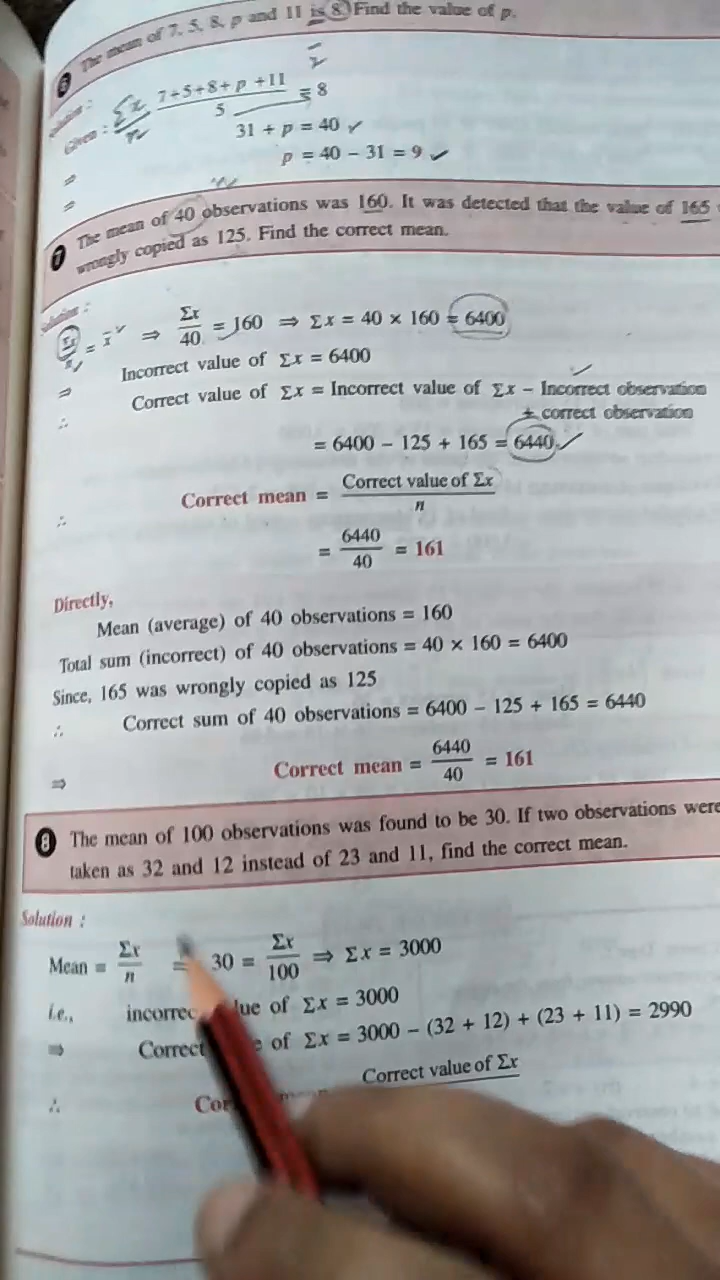 6 The mean of 7, 5, 8, p and 11 is 8. Find the value of p.
Solution :
Given : Σx/n 7+5+8+p+11 / 5 = 8
⇒ 31 + p = 40
⇒ p = 40 − 31 = 9
7 The mean of 40 observations was 160. It was detected that the value of 165
wrongly copied as 125. Find the correct mean.
Solution :
Σx/n = x̄ ⇒ Σx/40 = 160 ⇒ Σx = 40 × 160 = 6400
⇒ Incorrect value of Σx = 6400
∴ Correct value of Σx = Incorrect value of Σx − Incorrect observation
+ correct observation
= 6400 − 125 + 165 = 6440
∴ Correct mean = Correct value of Σx / n
= 6440/40 = 161
Directly,
Mean (average) of 40 observations = 160
Total sum (incorrect) of 40 observations = 40 × 160 = 6400
Since, 165 was wrongly copied as 125
∴ Correct sum of 40 observations = 6400 − 125 + 165 = 6440
⇒ Correct mean = 6440/40 = 161
8 The mean of 100 observations was found to be 30. If two observations were
taken as 32 and 12 instead of 23 and 11, find the correct mean.
Solution :
Mean = Σx/n = 30 = Σx/100 ⇒ Σx = 3000
i.e., of Σx = 3000
⇒ Correct of Σx = 3000 − (32 + 12) + (23 + 11) = 2990
∴ Correct value of Σx